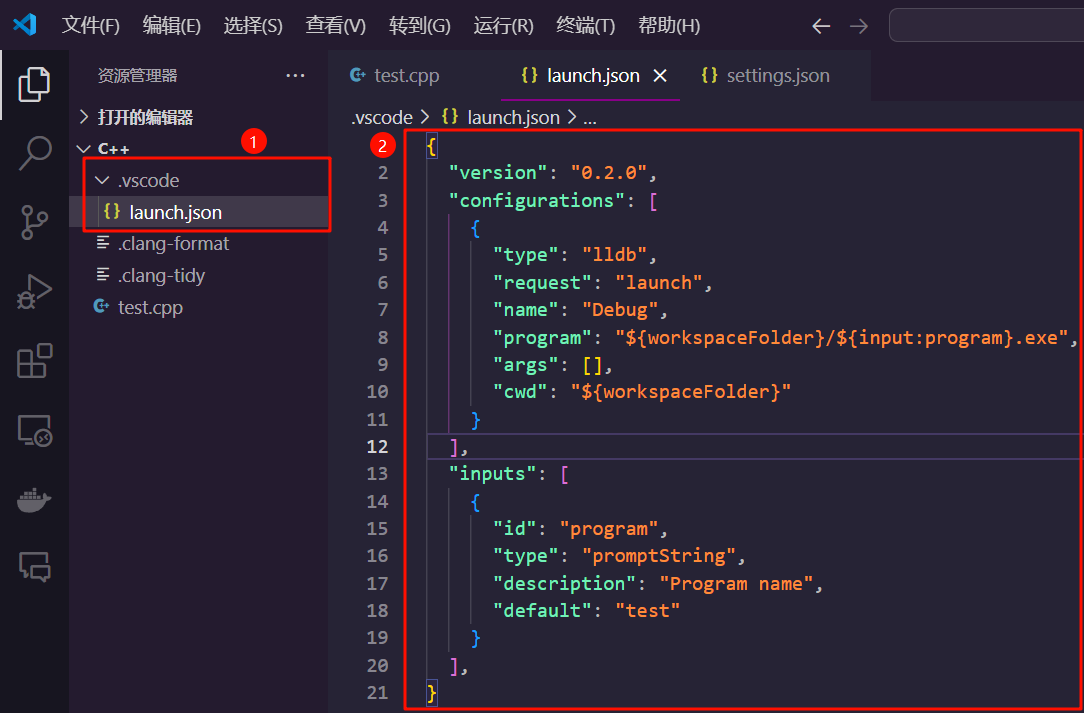 文件(F) 编辑(E) 选择(S) 查看(V) 转到(G) 运行(R) 终端(T) 帮助(H)
资源管理器 ···
打开的编辑器
1
C++
.vscode
{} launch.json
.clang-format
.clang-tidy
test.cpp
test.cpp {} launch.json × {} settings.json
.vscode > {} launch.json > ...
2
{
2 "version": "0.2.0",
3 "configurations": [
4 {
5 "type": "lldb",
6 "request": "launch",
7 "name": "Debug",
8 "program": "${workspaceFolder}/${input:program}.exe",
9 "args": [],
10 "cwd": "${workspaceFolder}"
11 }
12 ],
13 "inputs": [
14 {
15 "id": "program",
16 "type": "promptString",
17 "description": "Program name",
18 "default": "test"
19 }
20 ],
21 }